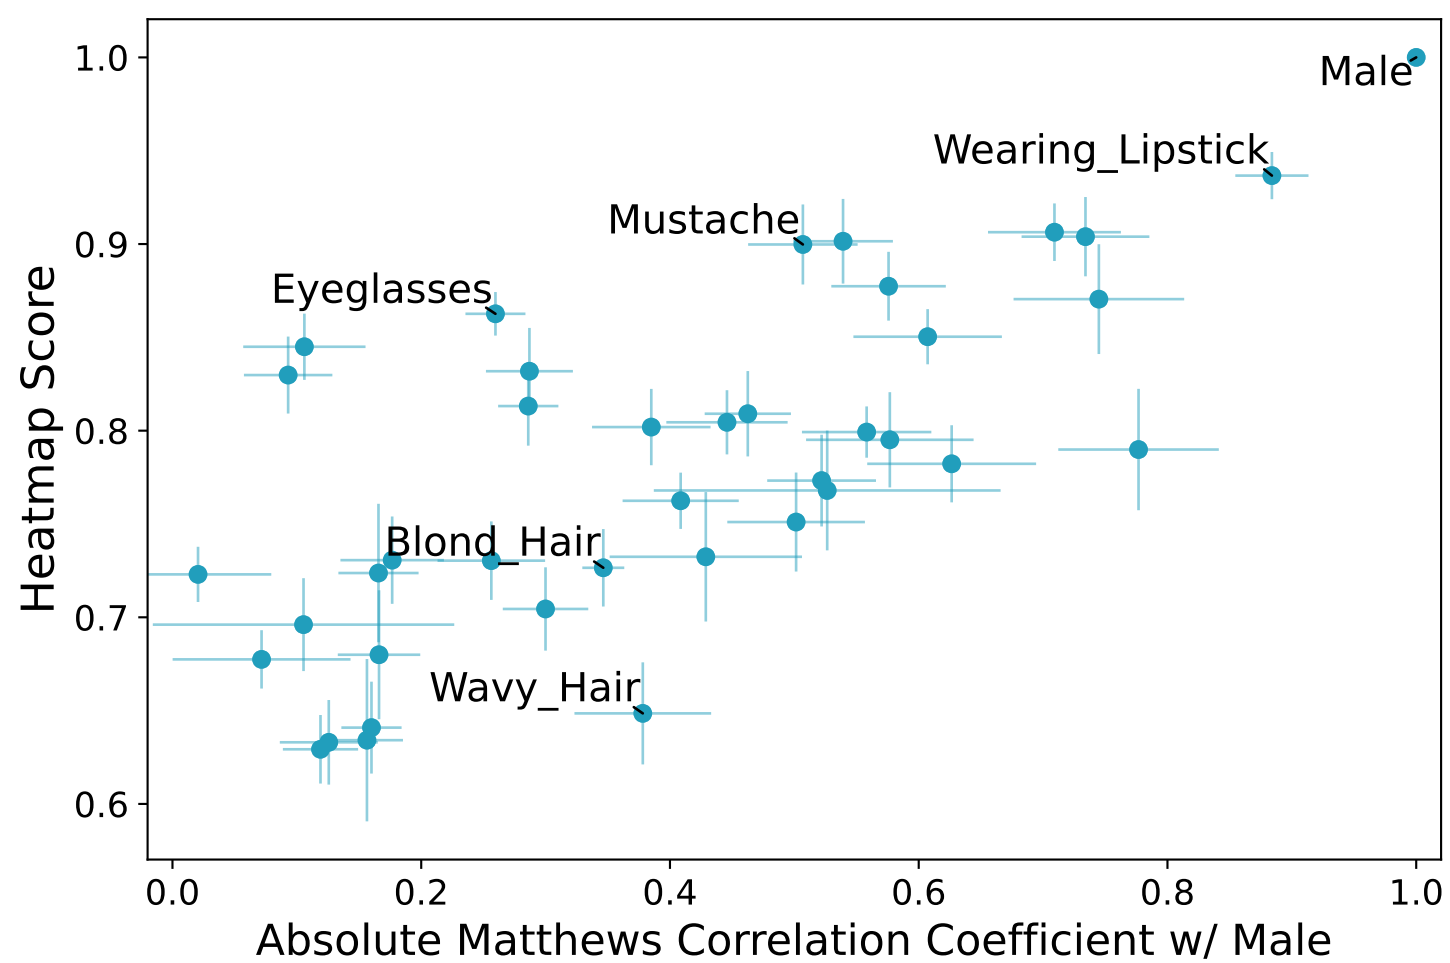 1.0
0.9
0.8
0.7
0.6
Heatmap Score
Male
Wearing_Lipstick
Mustache
Eyeglasses
Blond_Hair
Wavy_Hair
0.0 0.2 0.4 0.6 0.8 1.0
Absolute Matthews Correlation Coefficient w/ Male